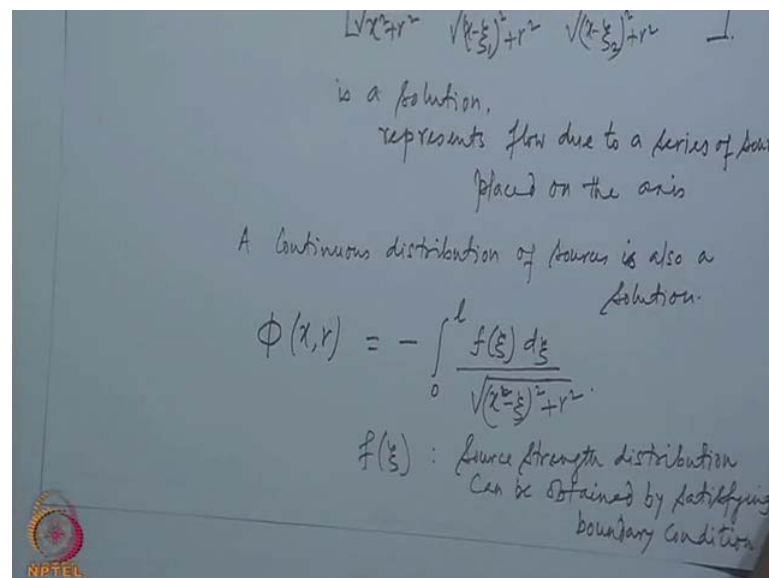 [√x²+r² √(x-ξ₁)²+r² √(x-ξ₂)²+r² ].
is a solution.
represents flow due to a series of sou
placed on the axis
A continuous distribution of sources is also a
solution.
ϕ(x,r) = - ∫₀ˡ f(ξ) dξ / √(x-ξ)²+r² .
f(ξ) : Source strength distribution
Can be obtained by satisfying
boundary condition
NPTEL